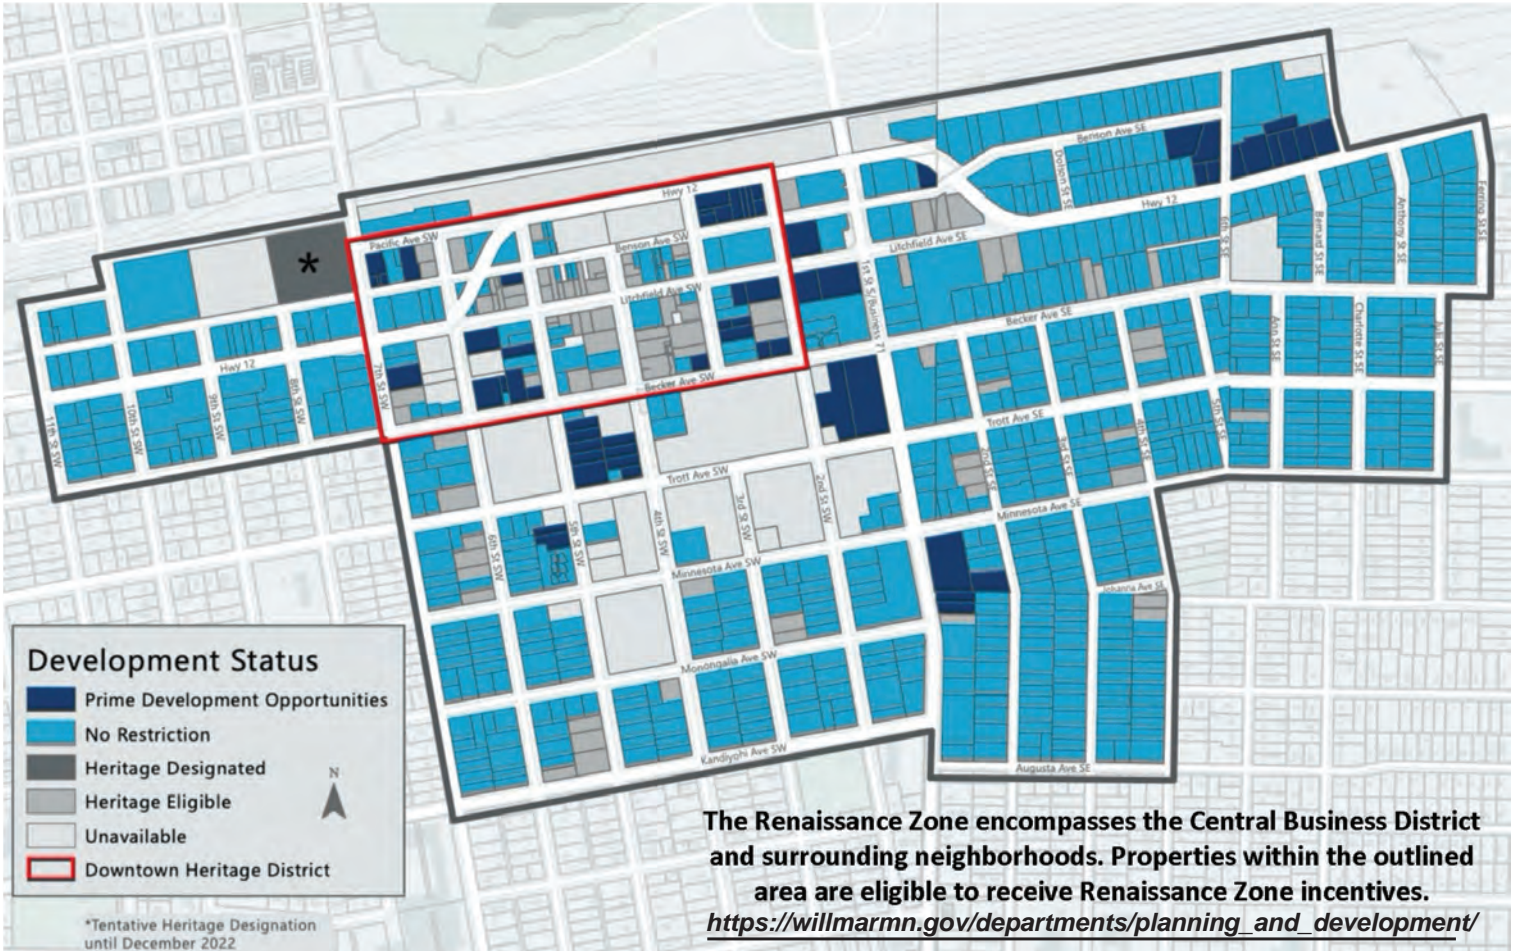 Benson Ave SE
Dotson St SE
Hwy 12
Hwy 12
Pacific Ave SW
Benson Ave SW
Litchfield Ave SW
Litchfield Ave SE
1st St S/Business 71
6th St SE
Bernard St SE
Anthony St SE
Ferring St SE
Becker Ave SE
Ann St SE
Charlotte St SE
Hwy 12
7th St SW
8th St SW
9th St SW
10th St SW
11th St SW
Becker Ave SW
Trott Ave SE
2nd St SE
3rd St SE
4th St SE
5th St SE
Trott Ave SW
2nd St SW
3rd St SW
4th St SW
5th St SW
6th St SW
Minnesota Ave SE
Minnesota Ave SW
Johanna Ave SE
Monongalia Ave SW
Kandiyohi Ave SW
Augusta Ave SE
*
Development Status
Prime Development Opportunities
No Restriction
Heritage Designated
Heritage Eligible
Unavailable
Downtown Heritage District
N
*Tentative Heritage Designation
until December 2022
The Renaissance Zone encompasses the Central Business District
and surrounding neighborhoods. Properties within the outlined
area are eligible to receive Renaissance Zone incentives.
https://willmarmn.gov/departments/planning_and_development/